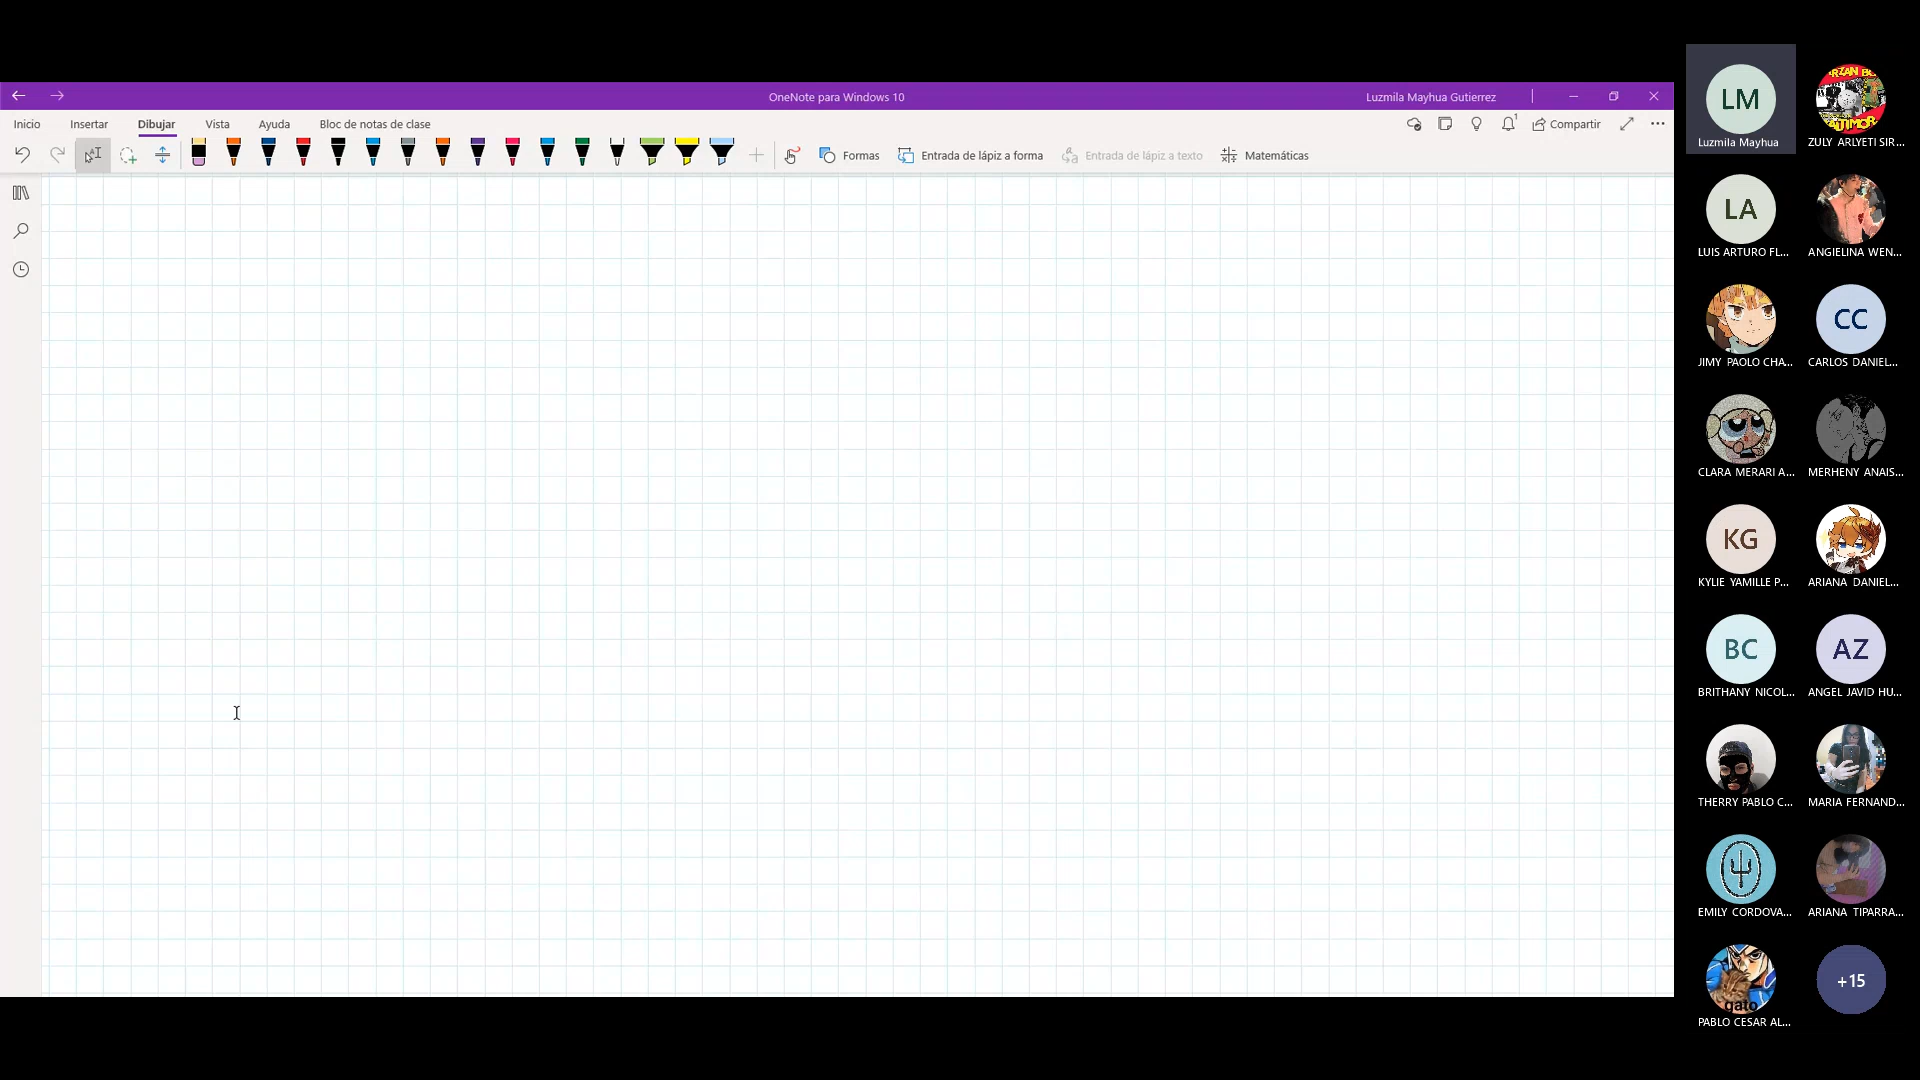 OneNote para Windows 10
Luzmila Mayhua Gutierrez
Inicio Insertar Dibujar Vista Ayuda Bloc de notas de clase
1
Compartir
Formas Entrada de lápiz a forma Entrada de lápiz a texto Matemáticas
LM
Luzmila Mayhua
ZULY ARLYETI SIR...
LA
LUIS ARTURO FL...
ANGIELINA WEN...
JIMY PAOLO CHA...
CC
CARLOS DANIEL...
CLARA MERARI A...
MERHENY ANAIS...
KG
KYLIE YAMILLE P...
ARIANA DANIEL...
BC
BRITHANY NICOL...
AZ
ANGEL JAVID HU...
THERRY PABLO C...
MARIA FERNAND...
EMILY CORDOVA...
ARIANA TIPARRA...
gato
PABLO CESAR AL...
+15